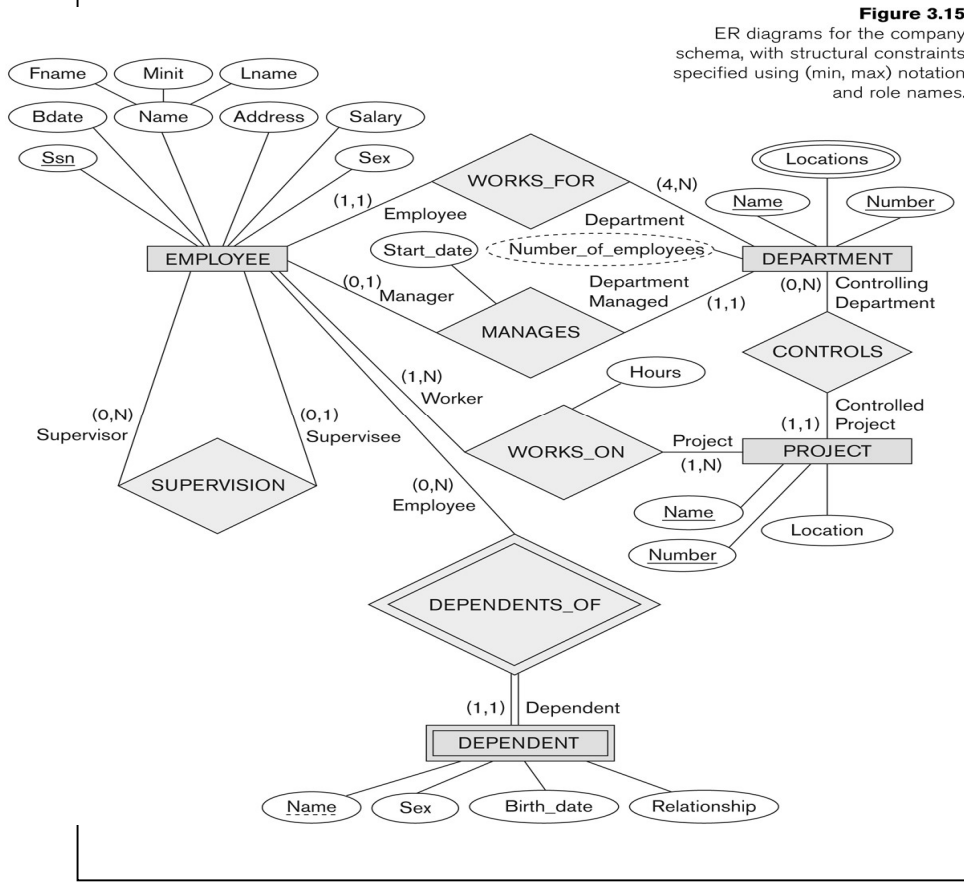 Figure 3.15
ER diagrams for the company
schema, with structural constraints
specified using (min, max) notation
and role names.
Fname
Minit
Lname
Bdate
Name
Address
Salary
Ssn
Sex
WORKS_FOR
(1,1)
Employee
(4,N)
Department
Locations
Name
Number
Start_date
Number_of_employees
EMPLOYEE
DEPARTMENT
(0,1)
Manager
MANAGES
Department
Managed
(1,1)
(0,N)
Controlling
Department
CONTROLS
(1,N)
Worker
Hours
(0,N)
Supervisor
(0,1)
Supervisee
Controlled
(1,1)
Project
WORKS_ON
Project
(1,N)
PROJECT
SUPERVISION
(0,N)
Employee
Name
Number
Location
DEPENDENTS_OF
(1,1)
Dependent
DEPENDENT
Name
Sex
Birth_date
Relationship